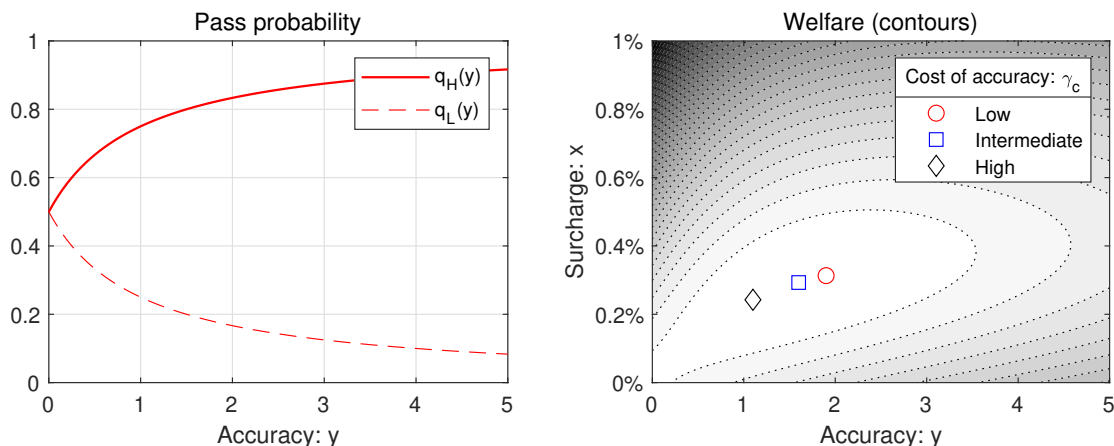 Pass probability
1
0.8
0.6
0.4
0.2
0
q_H(y)
q_L(y)
0 1 2 3 4 5
Accuracy: y
Welfare (contours)
Surcharge: x
1%
0.8%
0.6%
0.4%
0.2%
0%
Cost of accuracy: γ_c
Low
Intermediate
High
0 1 2 3 4 5
Accuracy: y